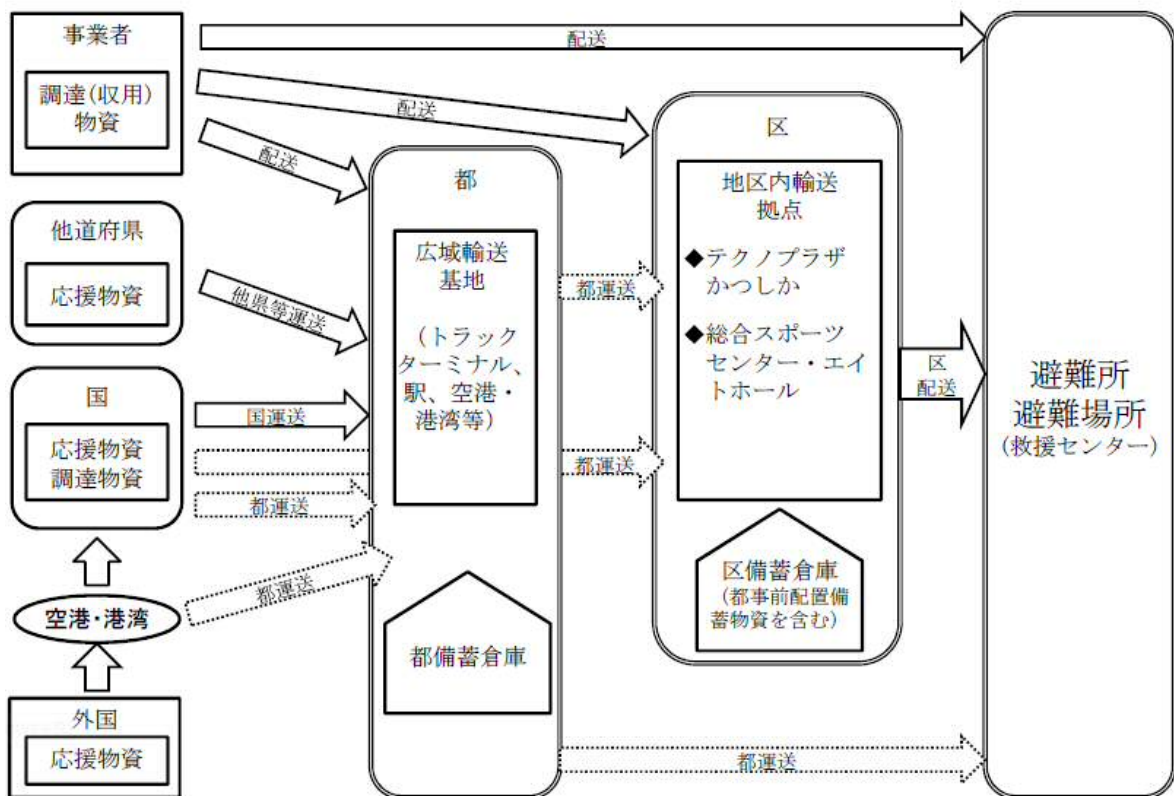 事業者
調達(収用)
物資
他道府県
応援物資
国
応援物資
調達物資
空港・港湾
外国
応援物資
配送
配送
配送
他県等運送
国運送
都運送
都運送
都
広域輸送
基地
（トラック
ターミナル、
駅、空港・
港湾等）
都備蓄倉庫
都運送
都運送
都運送
区
地区内輸送
拠点
◆テクノプラザ
かつしか
◆総合スポーツ
センター・エイ
トホール
区備蓄倉庫
（都事前配置備
蓄物資を含む）
区
配送
避難所
避難場所
(救援センター)